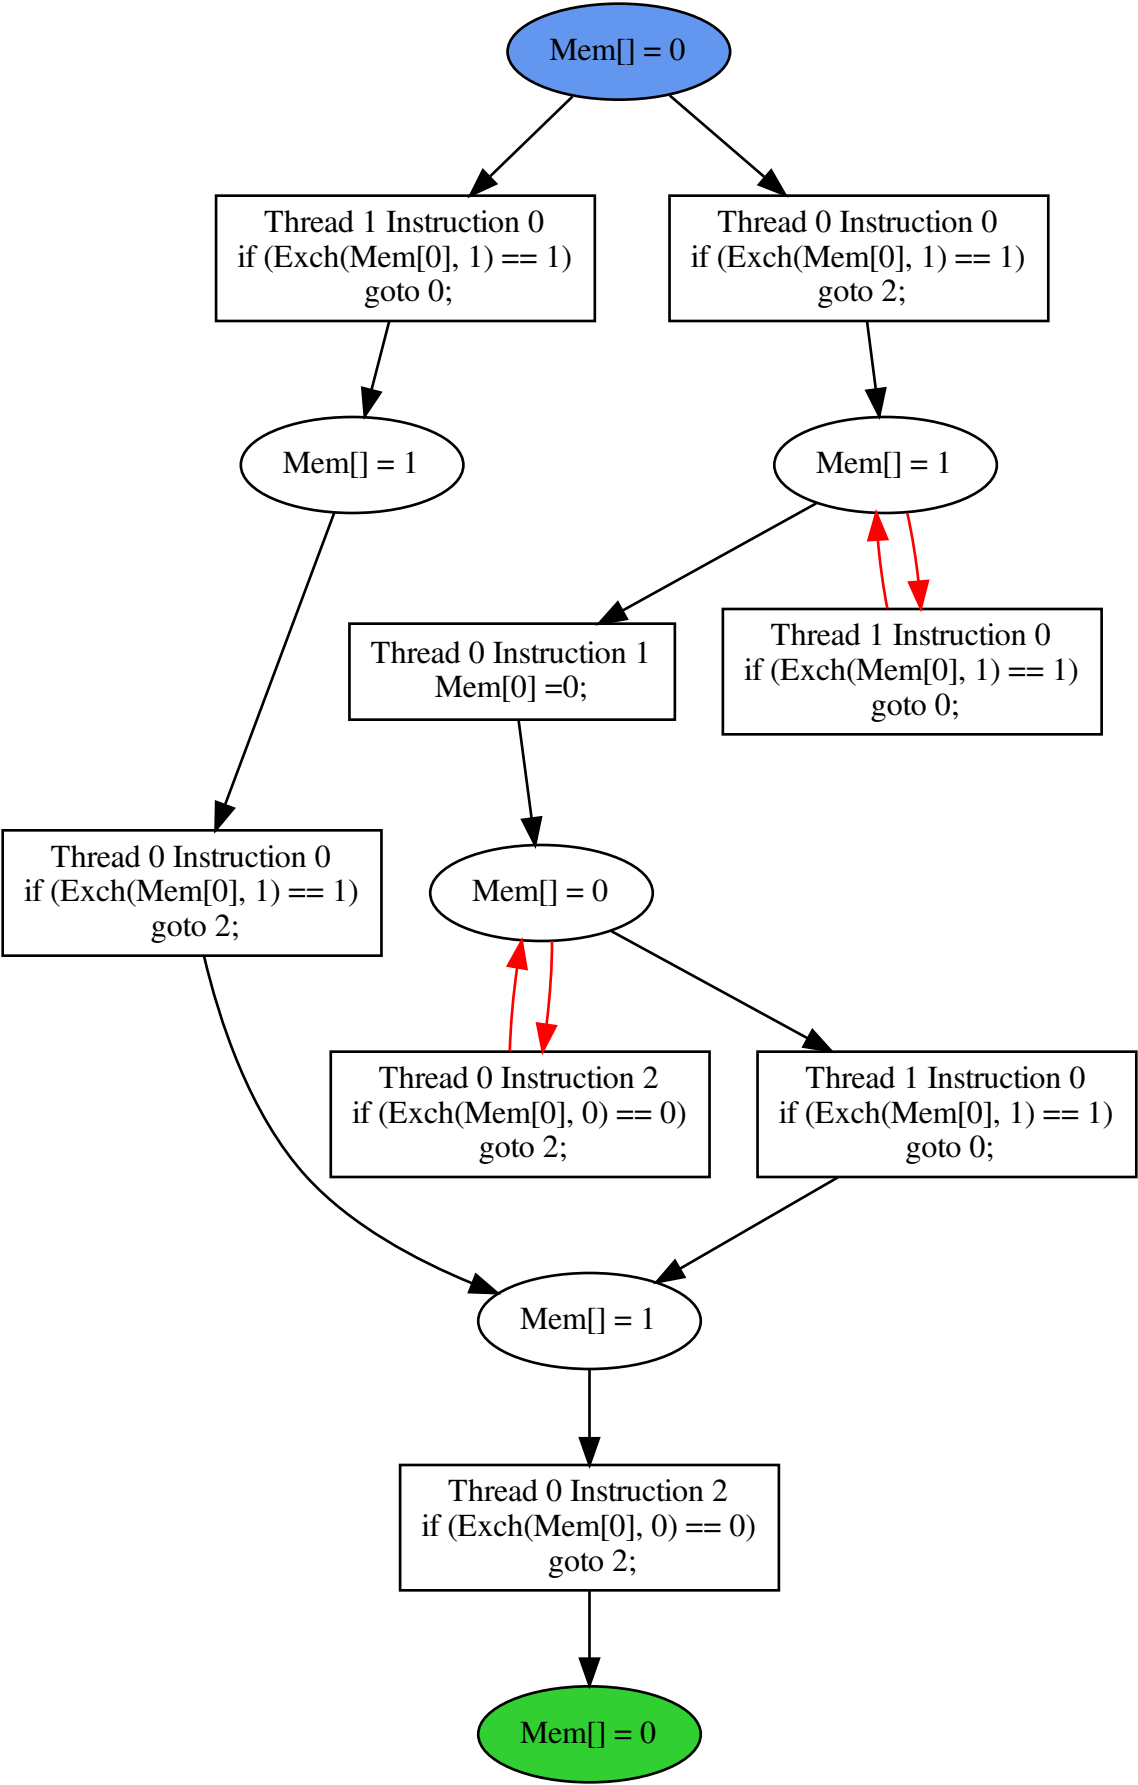 Mem[] = 0
Thread 1 Instruction 0
if (Exch(Mem[0], 1) == 1)
goto 0;
Thread 0 Instruction 0
if (Exch(Mem[0], 1) == 1)
goto 2;
Mem[] = 1
Mem[] = 1
Thread 0 Instruction 1
Mem[0] =0;
Thread 1 Instruction 0
if (Exch(Mem[0], 1) == 1)
goto 0;
Thread 0 Instruction 0
if (Exch(Mem[0], 1) == 1)
goto 2;
Mem[] = 0
Thread 0 Instruction 2
if (Exch(Mem[0], 0) == 0)
goto 2;
Thread 1 Instruction 0
if (Exch(Mem[0], 1) == 1)
goto 0;
Mem[] = 1
Thread 0 Instruction 2
if (Exch(Mem[0], 0) == 0)
goto 2;
Mem[] = 0